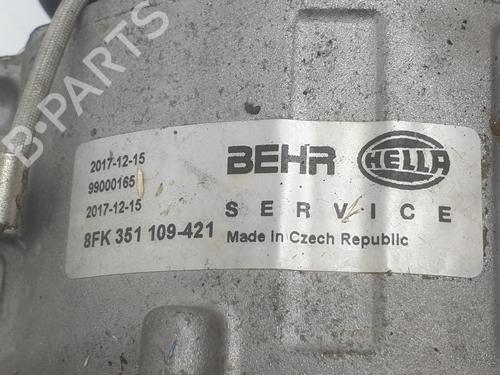 B-PARTS
2017-12-15
99000165
2017-12-15
8FK 351 109-421
BEHR HELLA
SERVICE
Made in Czech Republic